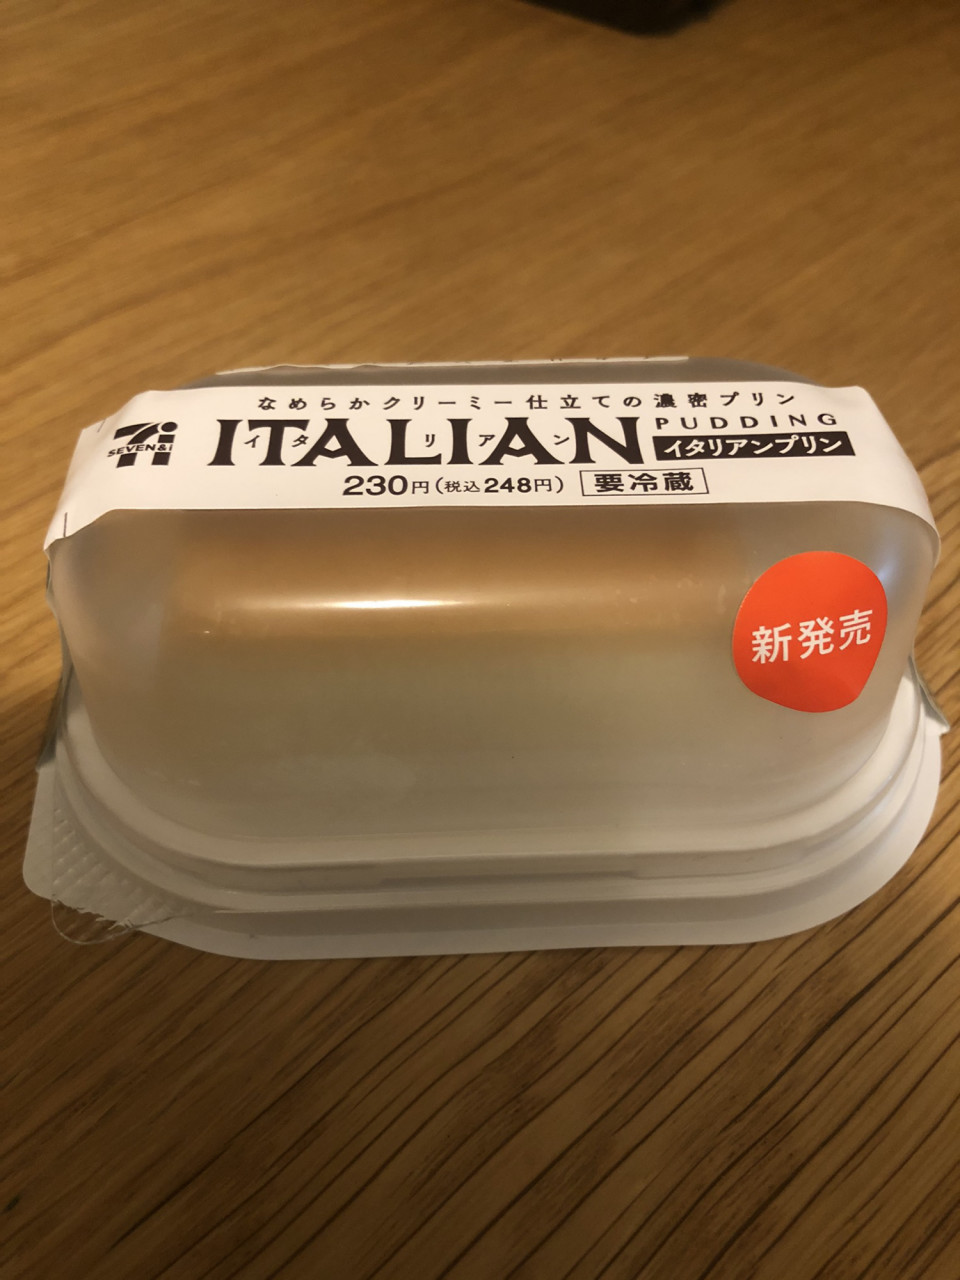 なめらかクリーミー仕立ての濃密プリン
SEVEN&i
ITALIAN
イタリアン
PUDDING
イタリアンプリン
230円(税込248円) 要冷蔵
新発売